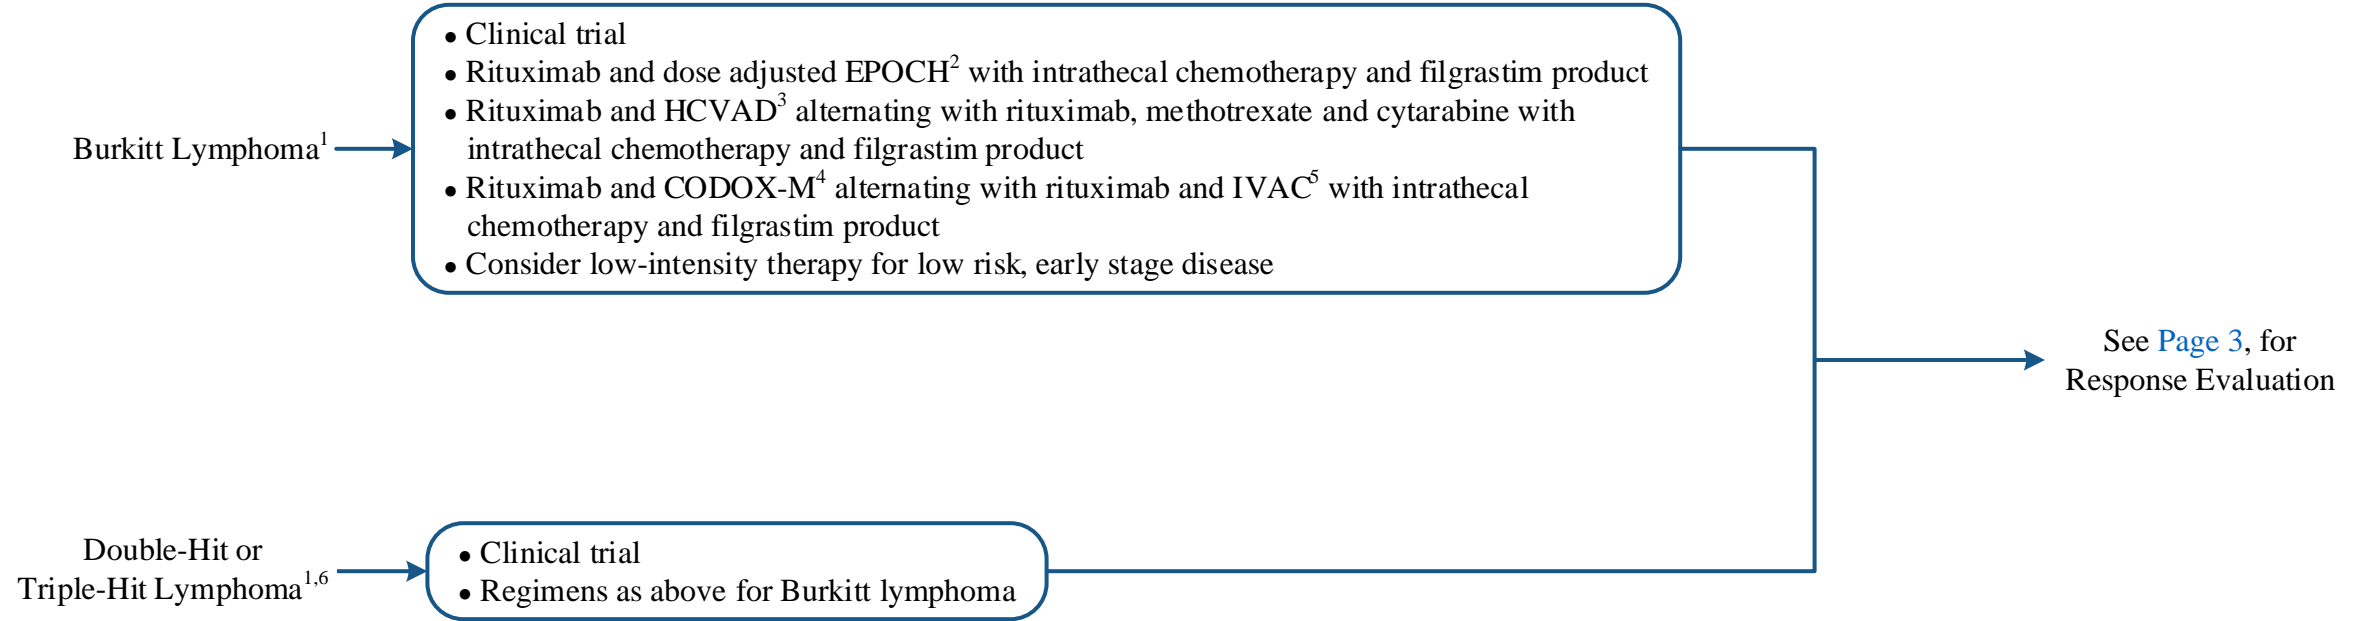 Burkitt Lymphoma¹
• Clinical trial
• Rituximab and dose adjusted EPOCH² with intrathecal chemotherapy and filgrastim product
• Rituximab and HCVAD³ alternating with rituximab, methotrexate and cytarabine with
intrathecal chemotherapy and filgrastim product
• Rituximab and CODOX-M⁴ alternating with rituximab and IVAC⁵ with intrathecal
chemotherapy and filgrastim product
• Consider low-intensity therapy for low risk, early stage disease
See Page 3, for
Response Evaluation
Double-Hit or
Triple-Hit Lymphoma¹,⁶
• Clinical trial
• Regimens as above for Burkitt lymphoma